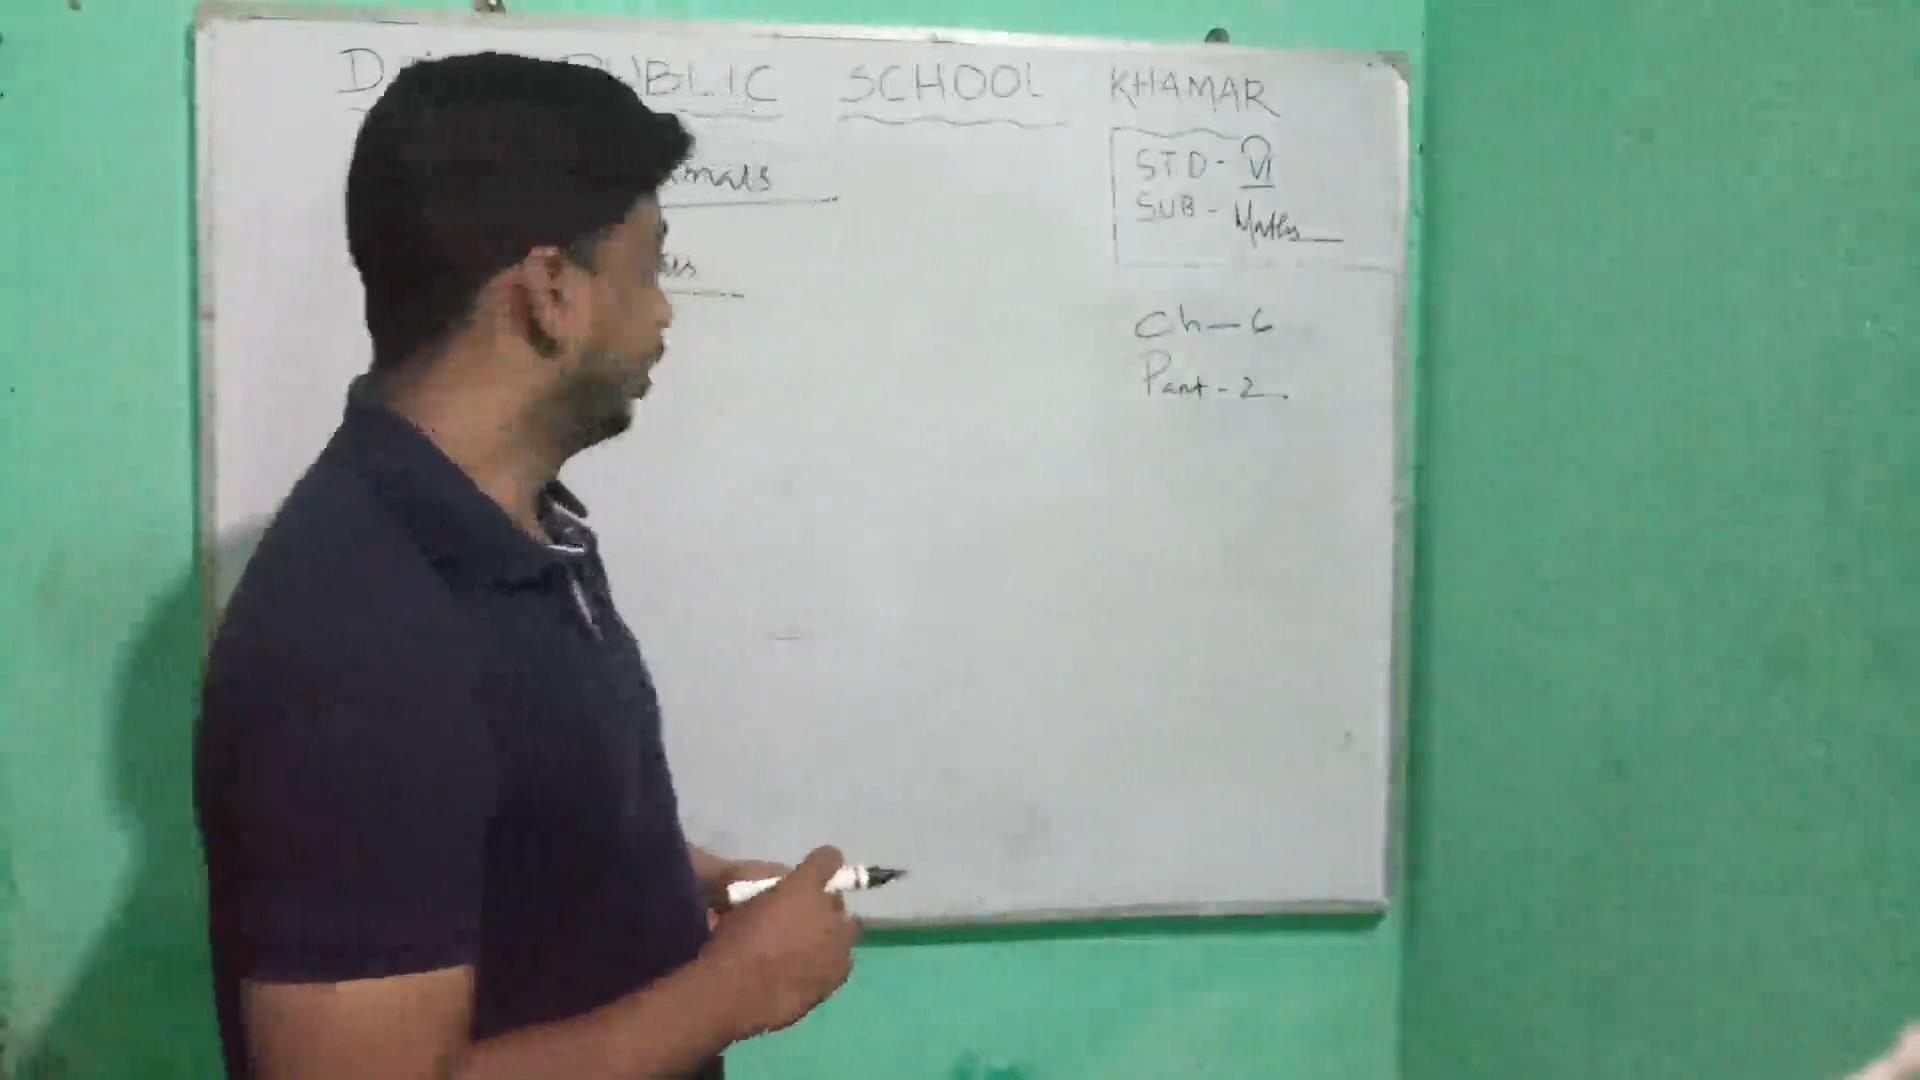 PUBLIC SCHOOL KHAMAR
STD - VI
SUB - Maths
Ch - 6
Part - 2.